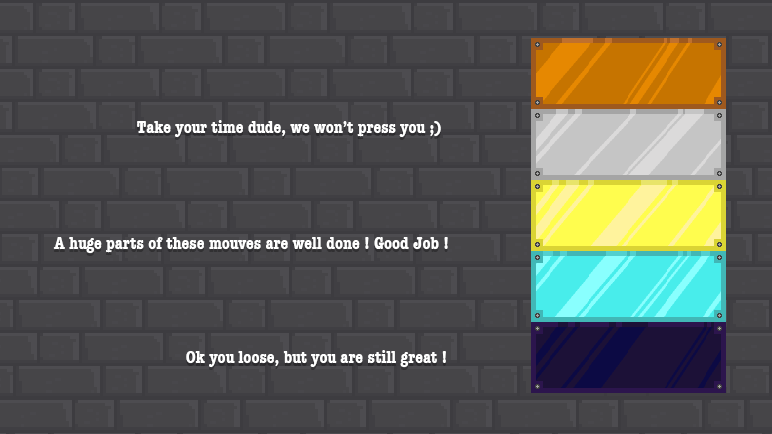 Take your time dude, we won't press you ;)
A huge parts of these mouves are well done ! Good Job !
Ok you loose, but you are still great !